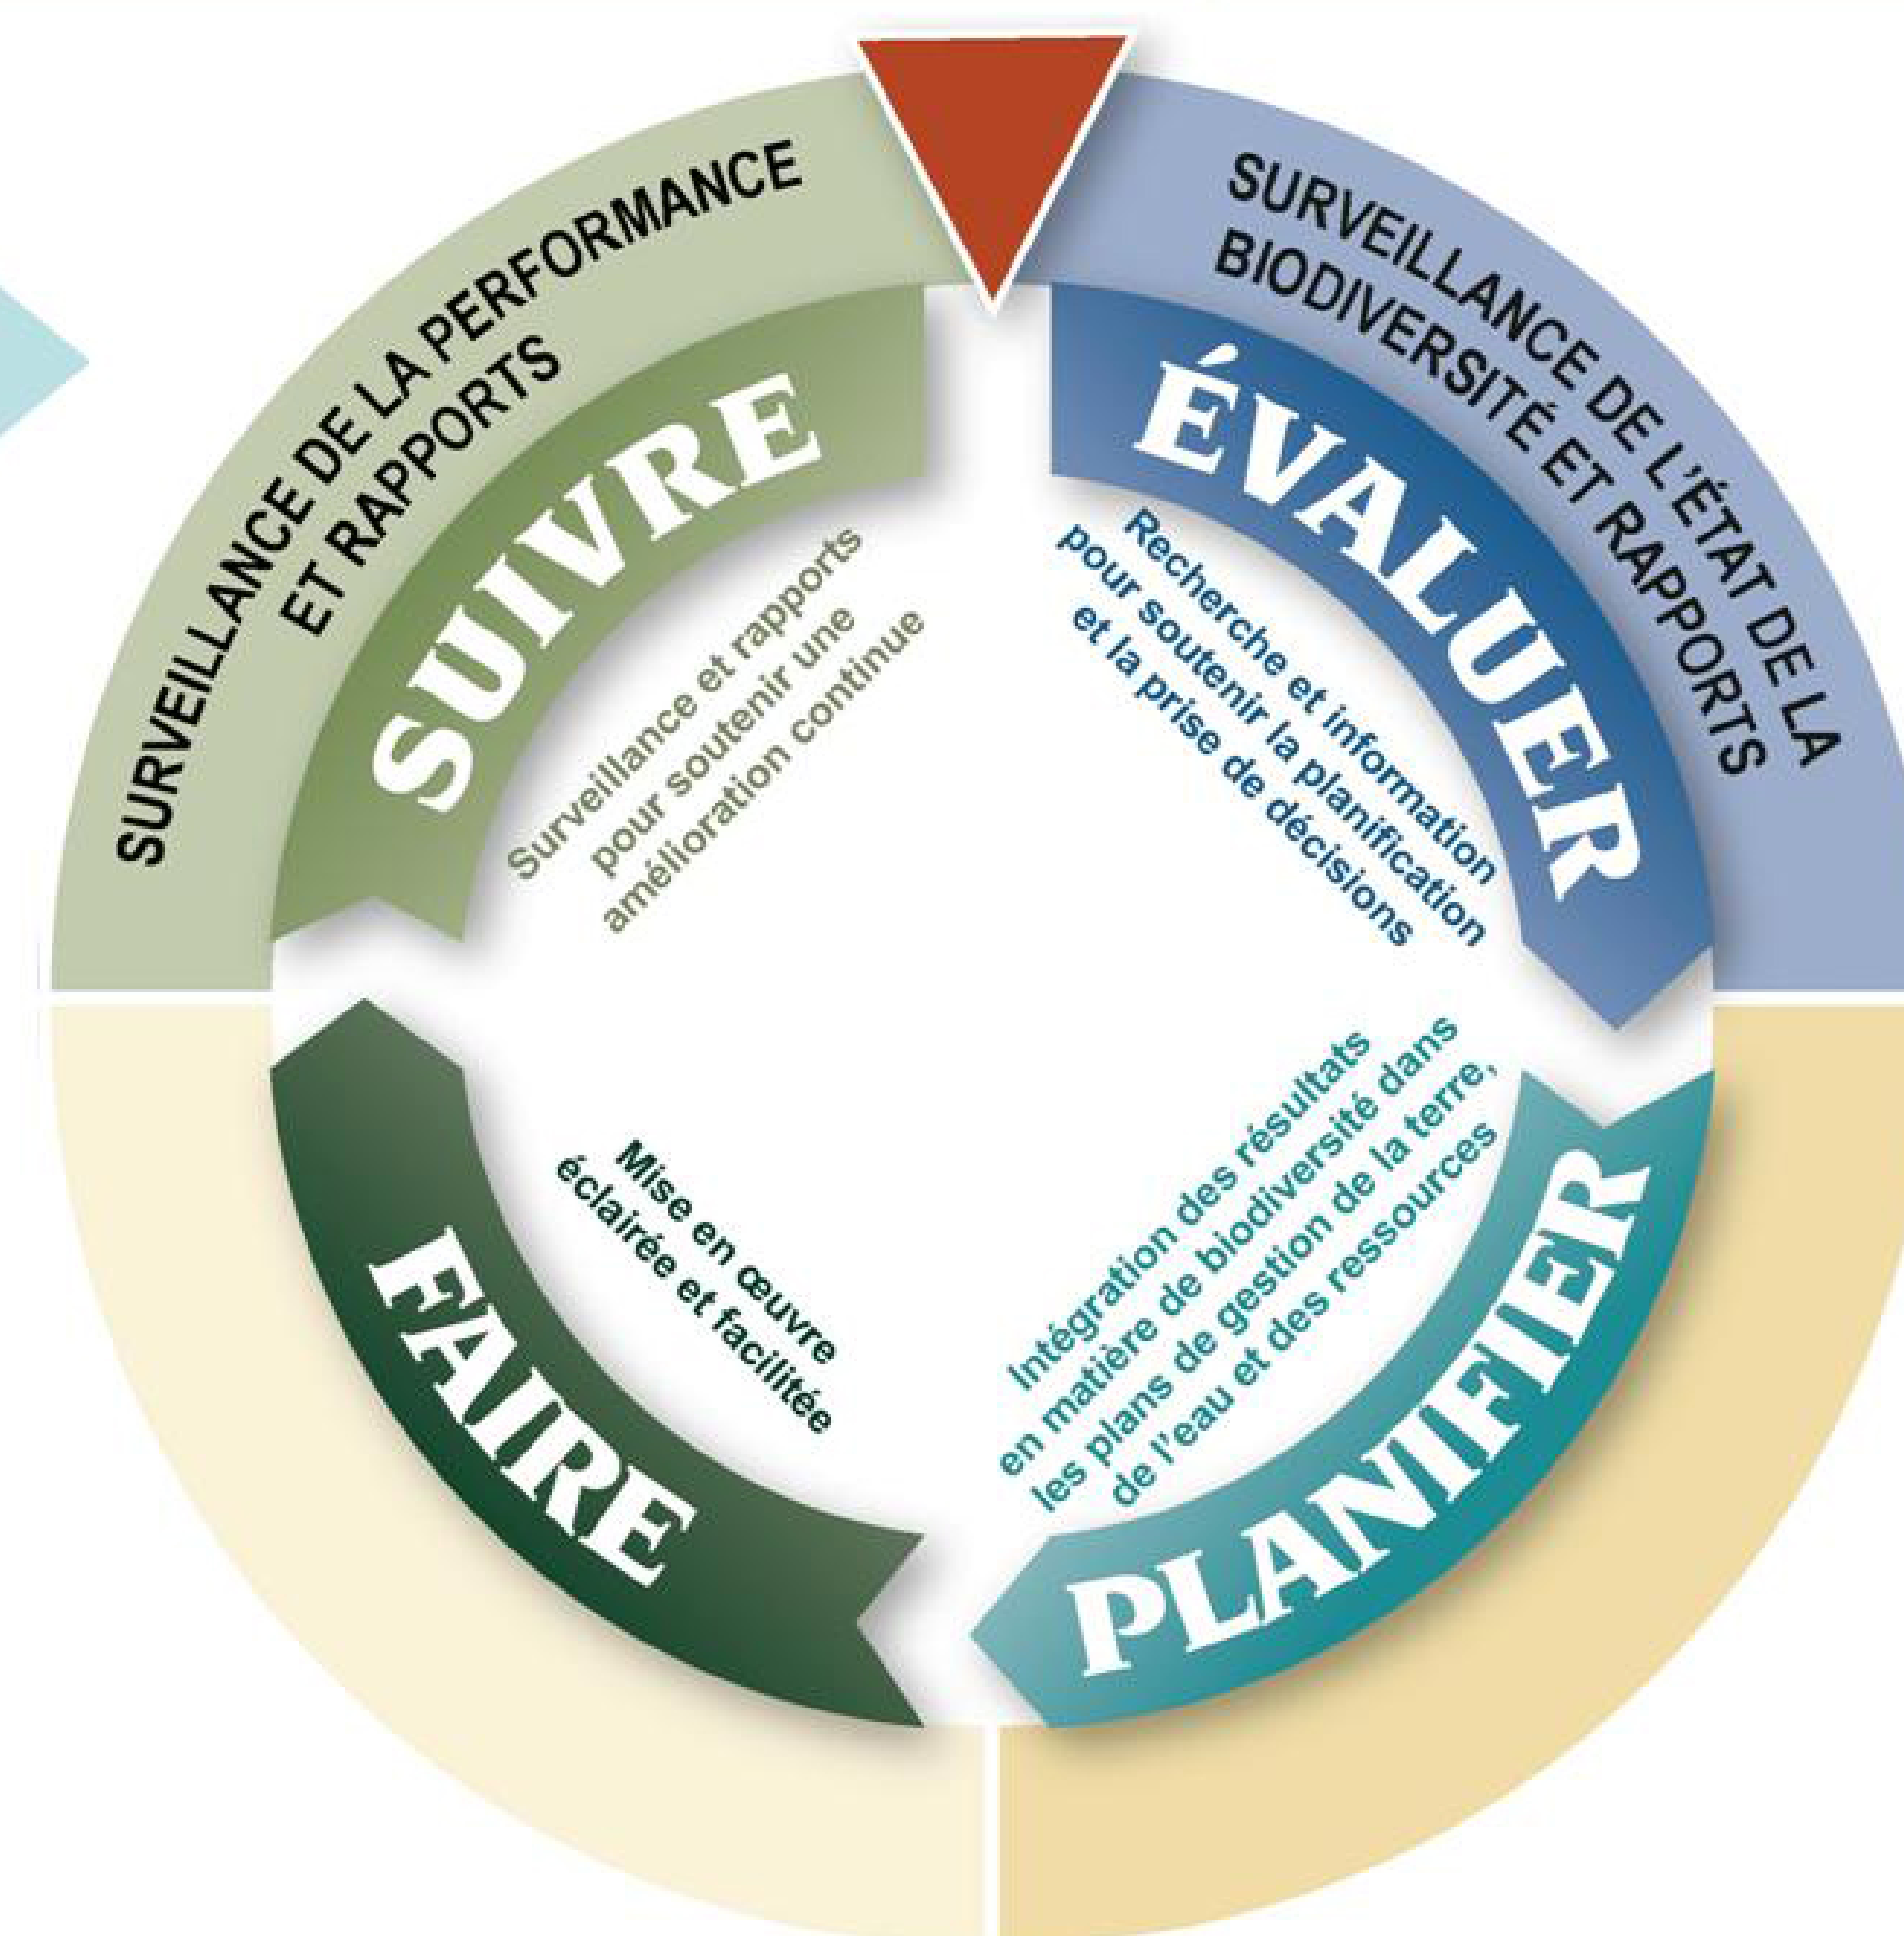 SURVEILLANCE DE LA PERFORMANCE
ET RAPPORTS
SUIVRE
Surveillance et rapports
pour soutenir une
amélioration continue
SURVEILLANCE DE L'ÉTAT DE LA
BIODIVERSITÉ ET RAPPORTS
ÉVALUER
Recherche et information
pour soutenir la planification
et la prise de décisions
Intégration des résultats
en matière de biodiversité dans
les plans de gestion de la terre,
de l'eau et des ressources
PLANIFIER
Mise en œuvre
éclairée et facilitée
FAIRE